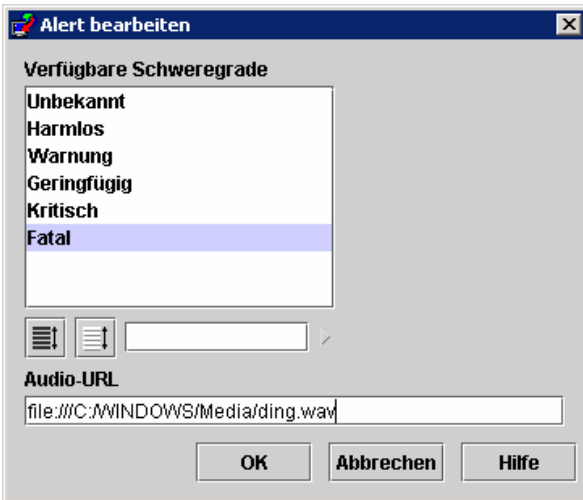 Alert bearbeiten
Verfügbare Schweregrade
Unbekannt
Harmlos
Warnung
Geringfügig
Kritisch
Fatal
Audio-URL
file:///C:/WINDOWS/Media/ding.wav
OK Abbrechen Hilfe